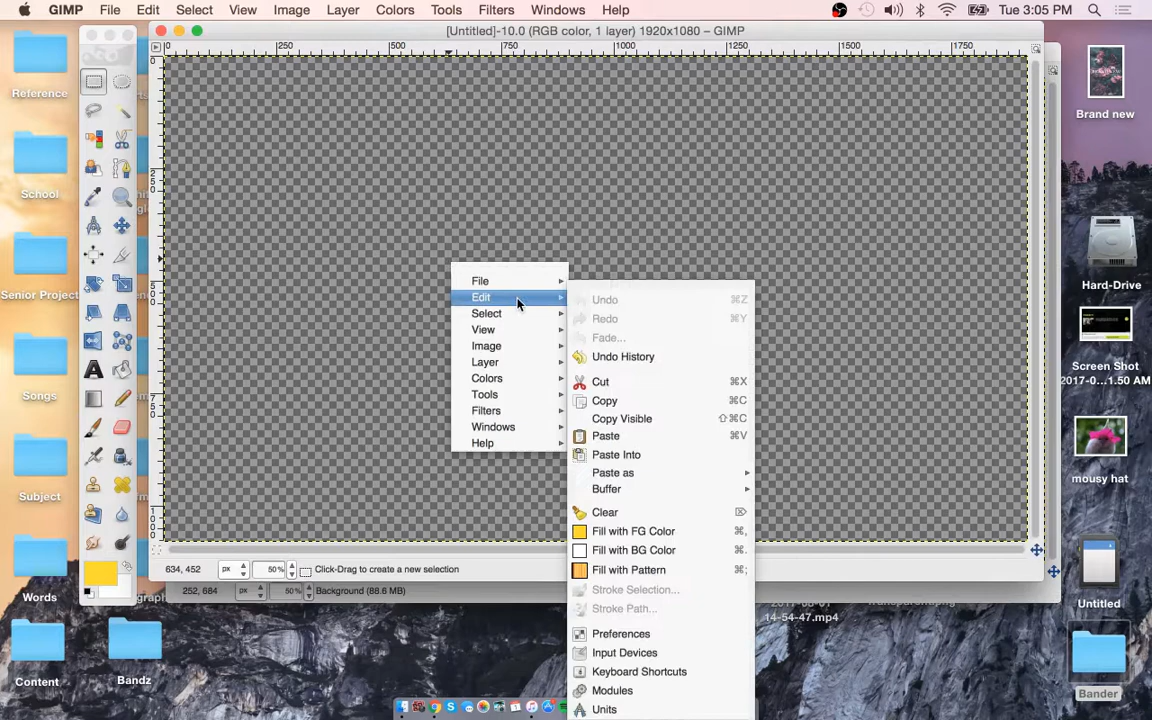 GIMP File Edit Select View Image Layer Colors Tools Filters Windows Help Tue 3:05 PM
[Untitled]-10.0 (RGB color, 1 layer) 1920x1080 – GIMP
0 250 500 750 1000 1250 1500 1750
Reference
School
Senior Project
Songs
Subject
Words
Content
Bandz
Brand new
Hard-Drive
Screen Shot
2017-0...1.50 AM
mousy hat
Untitled
Bander
File
Edit
Select
View
Image
Layer
Colors
Tools
Filters
Windows
Help
Undo ⌘Z
Redo ⌘Y
Fade...
Undo History
Cut ⌘X
Copy ⌘C
Copy Visible ⇧⌘C
Paste ⌘V
Paste Into
Paste as
Buffer
Clear ⌦
Fill with FG Color ⌘,
Fill with BG Color ⌘.
Fill with Pattern ⌘;
Stroke Selection...
Stroke Path...
Preferences
Input Devices
Keyboard Shortcuts
Modules
Units
634, 452 px 50% Click-Drag to create a new selection
252, 684 px 50% Background (88.6 MB)
14-54-47.mp4